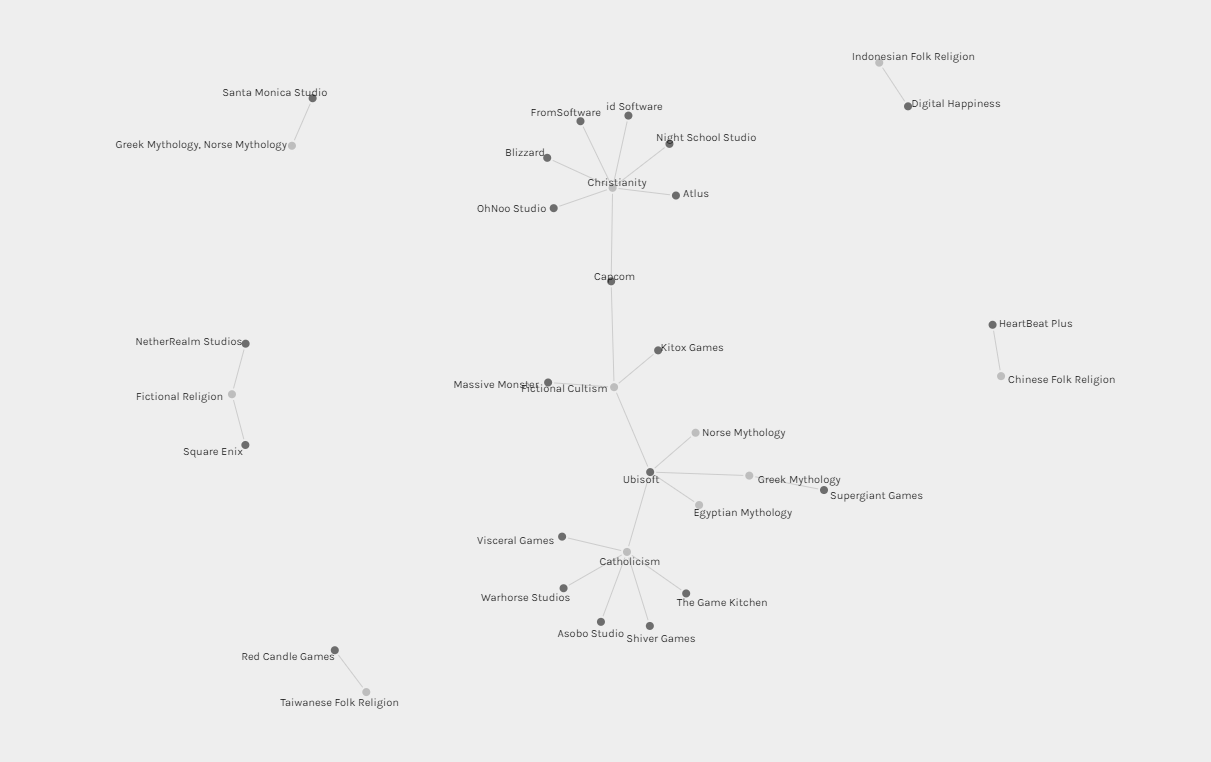 Indonesian Folk Religion
Santa Monica Studio
Digital Happiness
id Software
FromSoftware
Night School Studio
Greek Mythology, Norse Mythology
Blizzard
Christianity
Atlus
OhNoo Studio
Capcom
HeartBeat Plus
NetherRealm Studios
Kitox Games
Chinese Folk Religion
Massive Monster
Fictional Cultism
Fictional Religion
Norse Mythology
Square Enix
Ubisoft
Greek Mythology
Supergiant Games
Egyptian Mythology
Visceral Games
Catholicism
Warhorse Studios
The Game Kitchen
Asobo Studio
Shiver Games
Red Candle Games
Taiwanese Folk Religion